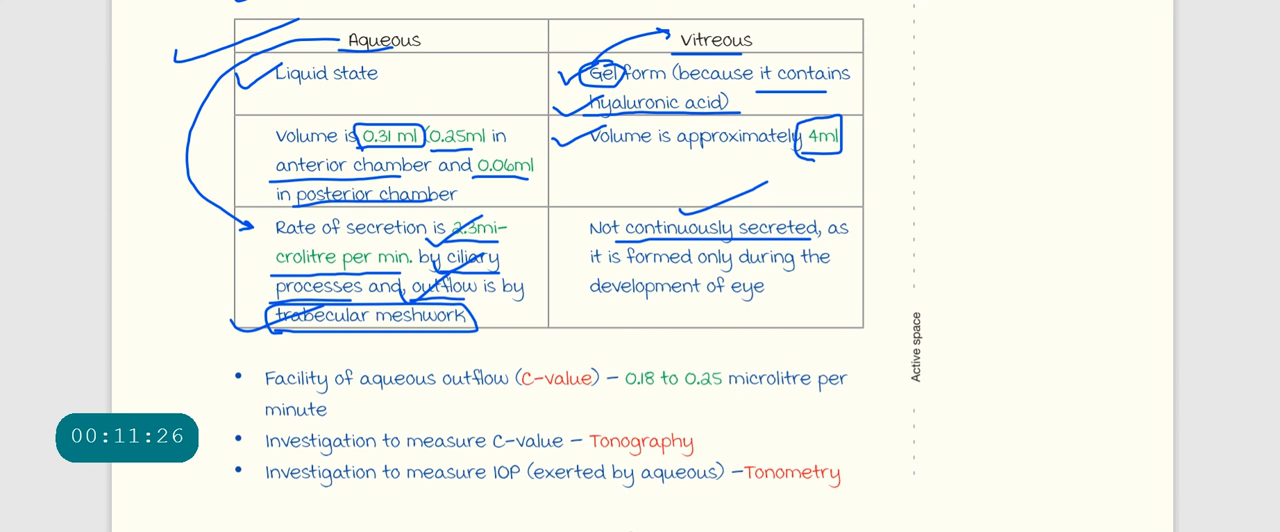 Aqueous
Vitreous
Liquid state
Gel form (because it contains
hyaluronic acid)
Volume is 0.31 ml (0.25ml in
anterior chamber and 0.06ml
in posterior chamber
Volume is approximately 4ml
Rate of secretion is 2.3mi-
crolitre per min. by ciliary
processes and, outflow is by
trabecular meshwork
Not continuously secreted, as
it is formed only during the
development of eye
• Facility of aqueous outflow (C-value) – 0.18 to 0.25 microlitre per
minute
• Investigation to measure C-value – Tonography
• Investigation to measure IOP (exerted by aqueous) –Tonometry
Active space
00:11:26